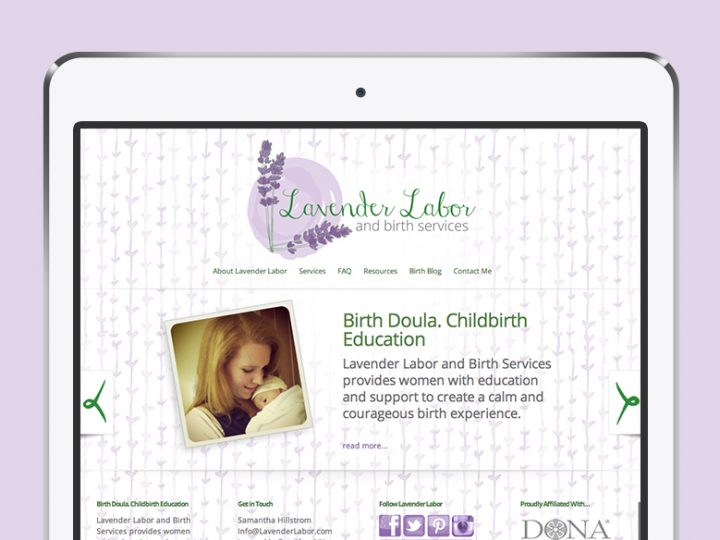 Lavender Labor
and birth services
About Lavender Labor Services FAQ Resources Birth Blog Contact Me
Birth Doula. Childbirth
Education
Lavender Labor and Birth Services
provides women with education
and support to create a calm and
courageous birth experience.
read more...
Birth Doula. Childbirth Education
Lavender Labor and Birth
Services provides women
Get in Touch
Samantha Hillstrom
Info@LavenderLabor.com
Follow Lavender Labor
Proudly Affiliated With...
DONA